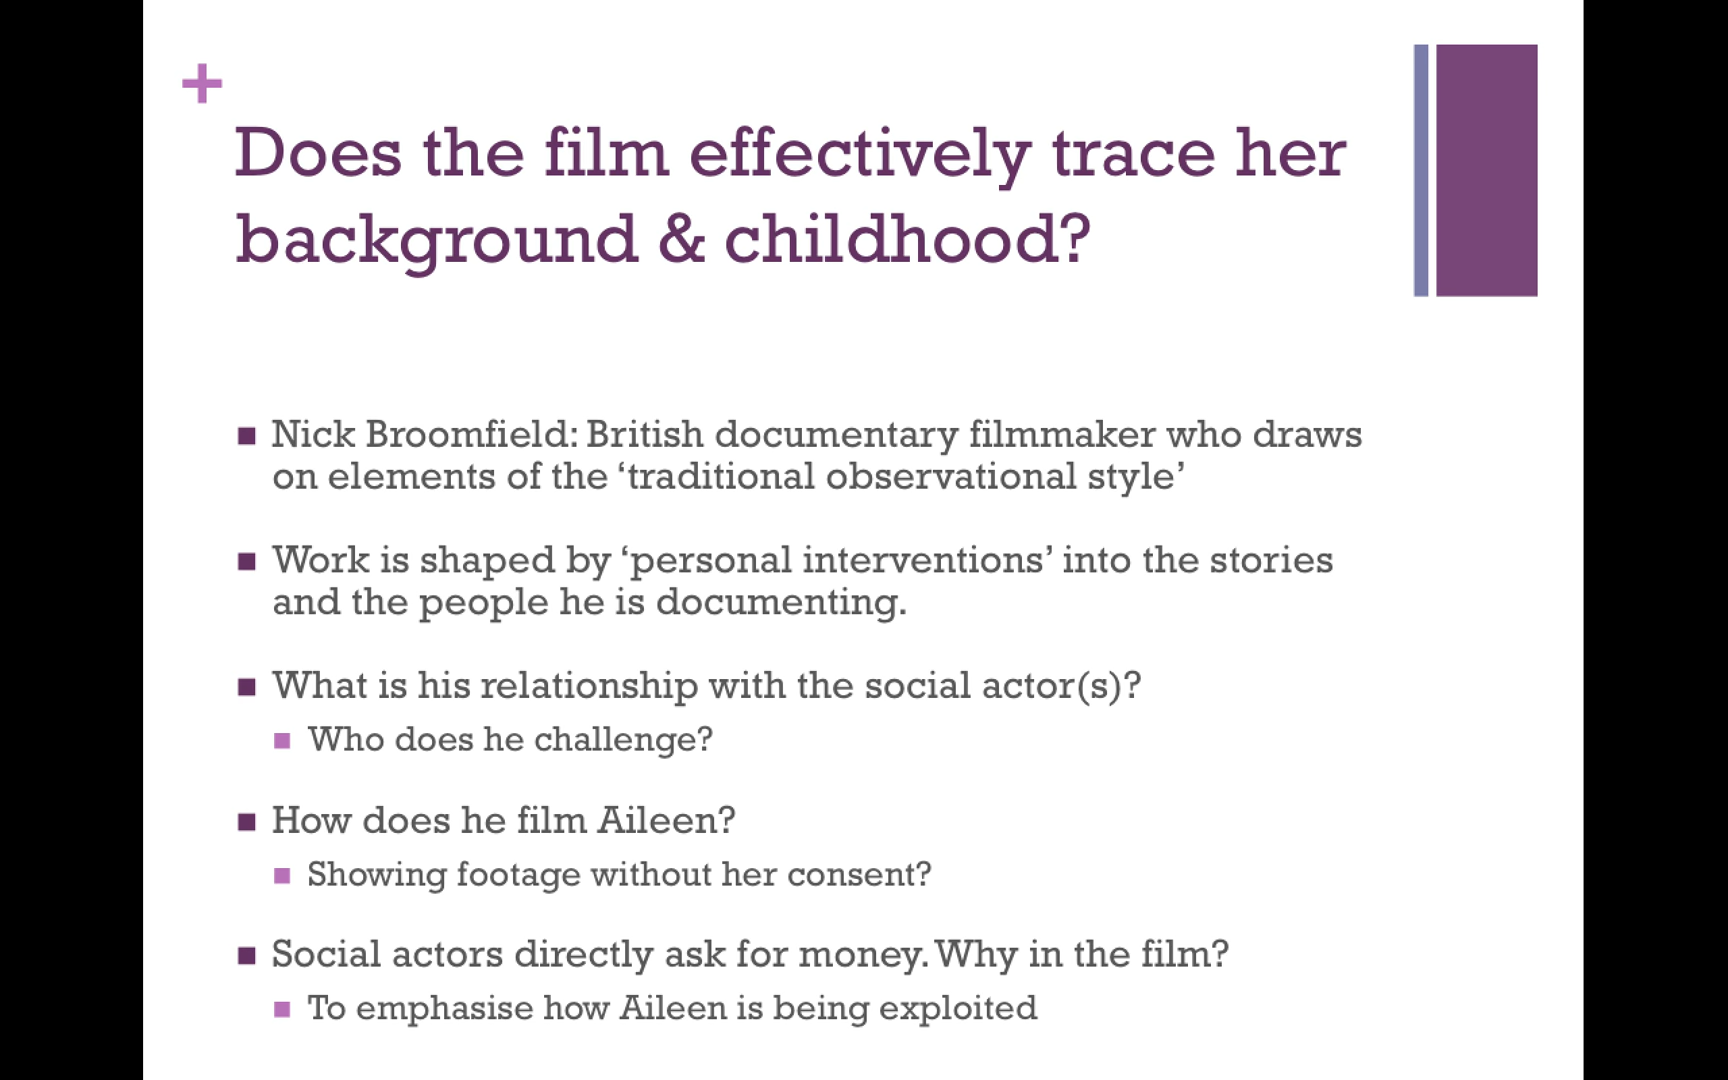 Does the film effectively trace her
background & childhood?
Nick Broomfield: British documentary filmmaker who draws
on elements of the ‘traditional observational style’
Work is shaped by ‘personal interventions’ into the stories
and the people he is documenting.
What is his relationship with the social actor(s)?
Who does he challenge?
How does he film Aileen?
Showing footage without her consent?
Social actors directly ask for money. Why in the film?
To emphasise how Aileen is being exploited